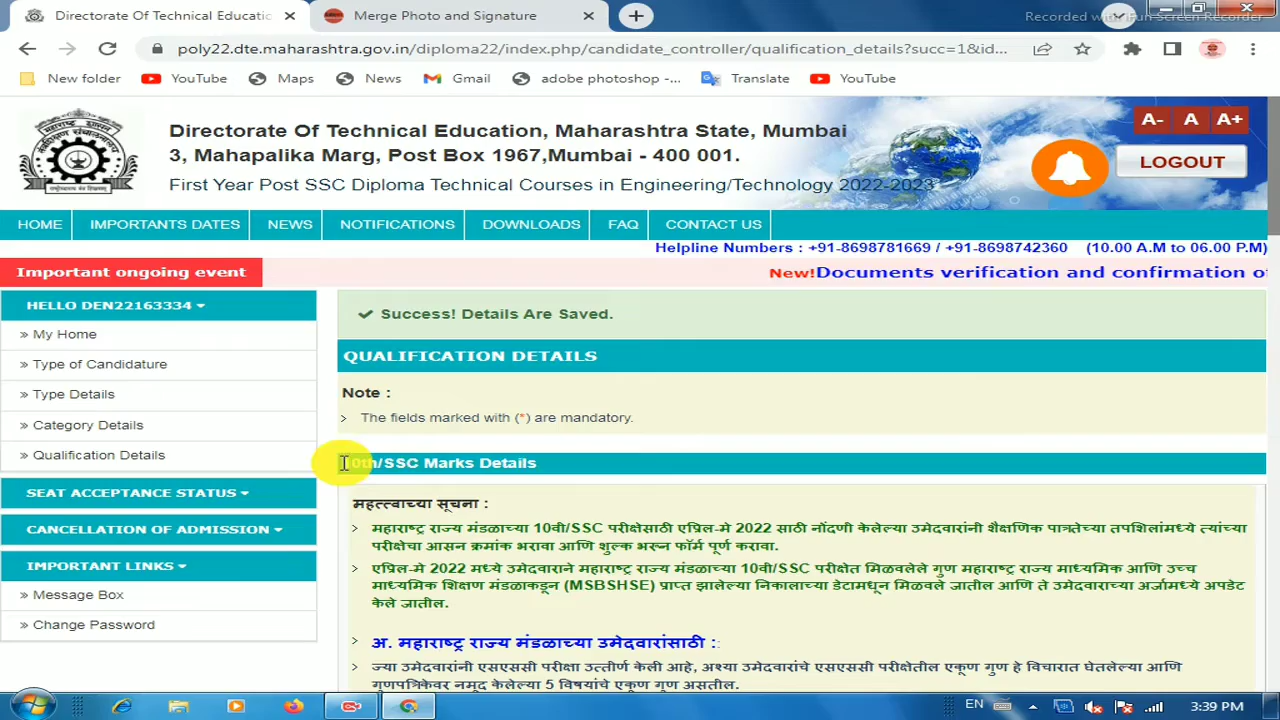 Directorate Of Technical Educatio
Merge Photo and Signature
Recorded with iFun Screen Recorder
poly22.dte.maharashtra.gov.in/diploma22/index.php/candidate_controller/qualification_details?succ=1&id...
New folder YouTube Maps News Gmail adobe photoshop -... Translate YouTube
Directorate Of Technical Education, Maharashtra State, Mumbai
3, Mahapalika Marg, Post Box 1967,Mumbai - 400 001.
First Year Post SSC Diploma Technical Courses in Engineering/Technology 2022-2023
A- A A+
LOGOUT
HOME IMPORTANTS DATES NEWS NOTIFICATIONS DOWNLOADS FAQ CONTACT US
Helpline Numbers : +91-8698781669 / +91-8698742360 (10.00 A.M to 06.00 P.M)
Important ongoing event
New!Documents verification and confirmation of
HELLO DEN22163334
» My Home
» Type of Candidature
» Type Details
» Category Details
» Qualification Details
SEAT ACCEPTANCE STATUS
CANCELLATION OF ADMISSION
IMPORTANT LINKS
» Message Box
» Change Password
Success! Details Are Saved.
QUALIFICATION DETAILS
Note :
The fields marked with (*) are mandatory.
10th/SSC Marks Details
महत्त्वाच्या सूचना :
महाराष्ट्र राज्य मंडळाच्या 10वी/SSC परीक्षेसाठी एप्रिल-मे 2022 साठी नोंदणी केलेल्या उमेदवारांनी शैक्षणिक पात्रतेच्या तपशिलांमध्ये त्यांच्या
परीक्षेचा आसन क्रमांक भरावा आणि शुल्क भरून फॉर्म पूर्ण करावा.
एप्रिल-मे 2022 मध्ये उमेदवाराने महाराष्ट्र राज्य मंडळाच्या 10वी/SSC परीक्षेत मिळवलेले गुण महाराष्ट्र राज्य माध्यमिक आणि उच्च
माध्यमिक शिक्षण मंडळाकडून (MSBSHSE) प्राप्त झालेल्या निकालाच्या डेटामधून मिळवले जातील आणि ते उमेदवाराच्या अर्जामध्ये अपडेट
केले जातील.
अ. महाराष्ट्र राज्य मंडळाच्या उमेदवारांसाठी :
ज्या उमेदवारांनी एसएससी परीक्षा उत्तीर्ण केली आहे, अश्या उमेदवारांचे एसएससी परीक्षेतील एकूण गुण हे विचारात घेतलेल्या आणि
गुणपत्रिकेवर नमूद केलेल्या 5 विषयांचे एकूण गुण असतील.
EN
3:39 PM